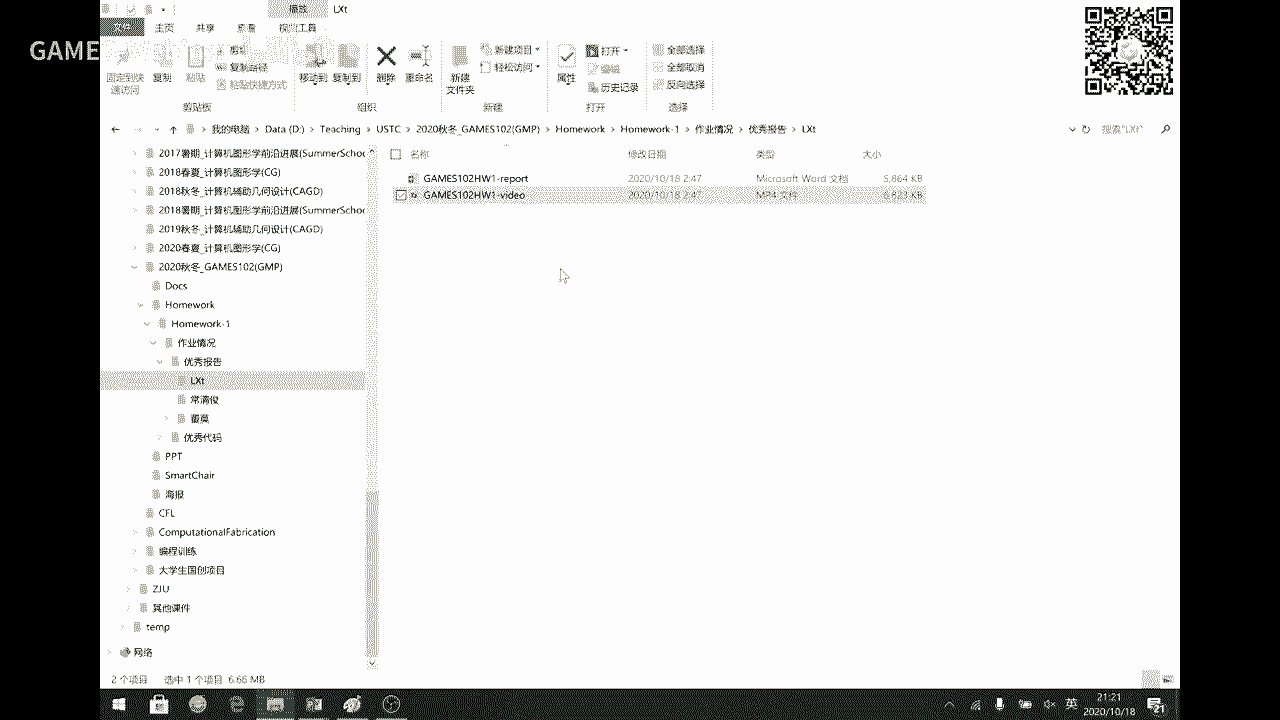 播放 LXt
文件 主页 共享 查看 视频工具
GAMES
固定到快
速访问
复制
粘贴
剪切
复制路径
粘贴快捷方式
剪贴板
移动到 复制到 删除 重命名
组织
新建
文件夹
新建项目
轻松访问
新建
属性
打开
编辑
历史记录
打开
全部选择
全部取消
反向选择
选择
我的电脑 Data (D:) Teaching USTC 2020秋冬_GAMES102(GMP) Homework Homework-1 作业情况 优秀报告 LXt
搜索"LXt"
2017暑期_计算机图形学前沿进展(SummerSchoo
2018春夏_计算机图形学(CG)
2018秋冬_计算机辅助几何设计(CAGD)
2018暑期_计算机图形学前沿进展(SummerSchoo
2019秋冬_计算机辅助几何设计(CAGD)
2020春夏_计算机图形学(CG)
2020秋冬_GAMES102(GMP)
Docs
Homework
Homework-1
作业情况
优秀报告
LXt
优秀代码
PPT
SmartChair
海报
CFL
ComputationalFabrication
编程训练
大学生国创项目
ZJU
其他课件
temp
网络
名称 修改日期 类型 大小
GAMES102HW1-report 2020/10/18 2:47 Microsoft Word 文档 5,864 KB
GAMES102HW1-video 2020/10/18 2:47 MP4 文件 6,823 KB
2 个项目 选中 1 个项目 6.66 MB
英
21:21
2020/10/18
21